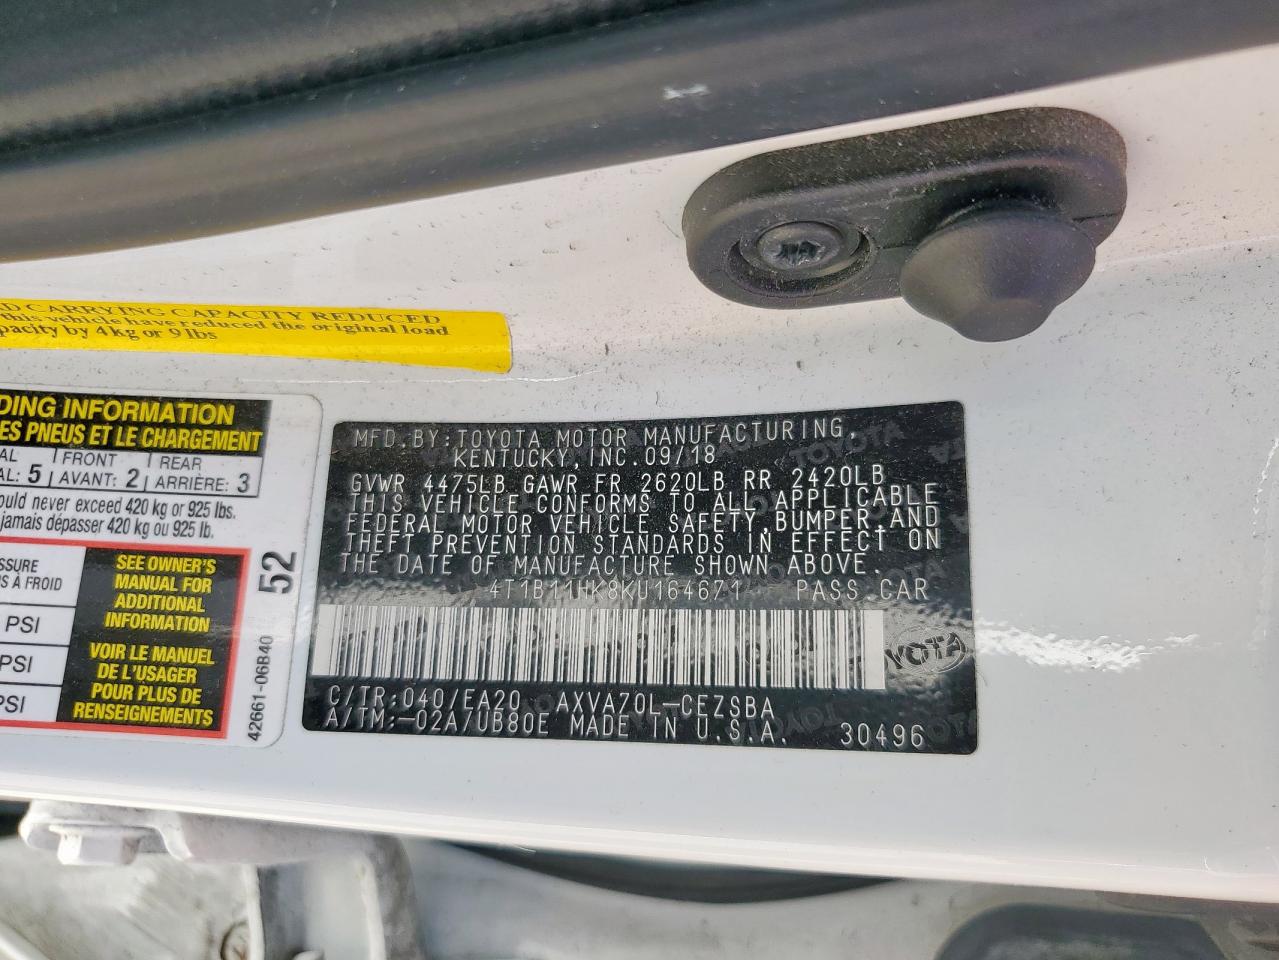 D CARRYING CAPACITY REDUCED
this vehicle have reduced the original load
pacity by 4 kg or 9 lbs
DING INFORMATION
ES PNEUS ET LE CHARGEMENT
AL FRONT REAR
AL: 5 AVANT: 2 ARRIÈRE: 3
ould never exceed 420 kg or 925 lbs.
jamais dépasser 420 kg ou 925 lb.
SSURE
NS À FROID
PSI
PSI
SEE OWNER'S
MANUAL FOR
ADDITIONAL
INFORMATION
VOIR LE MANUEL
DE L'USAGER
POUR PLUS DE
RENSEIGNEMENTS
52
42661-06B40
MFD. BY: TOYOTA MOTOR MANUFACTURING
KENTUCKY, INC. 09/18
GVWR 4475LB GAWR FR 2620LB RR 2420LB
THIS VEHICLE CONFORMS TO ALL APPLICABLE
FEDERAL MOTOR VEHICLE SAFETY, BUMPER, AND
THEFT PREVENTION STANDARDS IN EFFECT ON
THE DATE OF MANUFACTURE SHOWN ABOVE.
4T1B11HK8KU164671 PASS CAR
TOYOTA
C/TR: 040/EA20 AXVA70L-CEZSBA
A/TM: -02A/UB80E MADE IN U.S.A. 30496